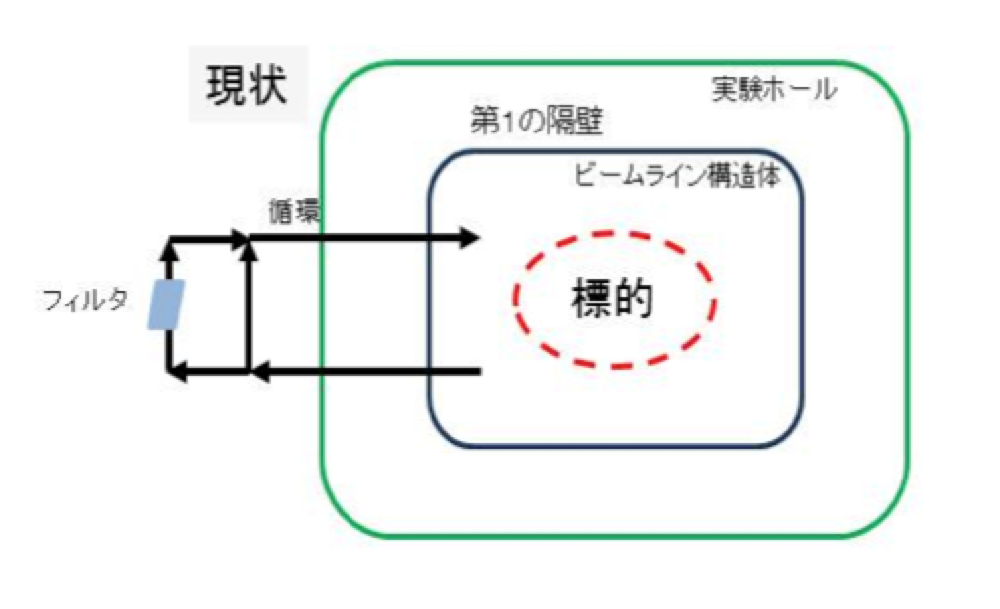 現状
実験ホール
第1の隔壁
ビームライン構造体
循環
フィルタ
標的